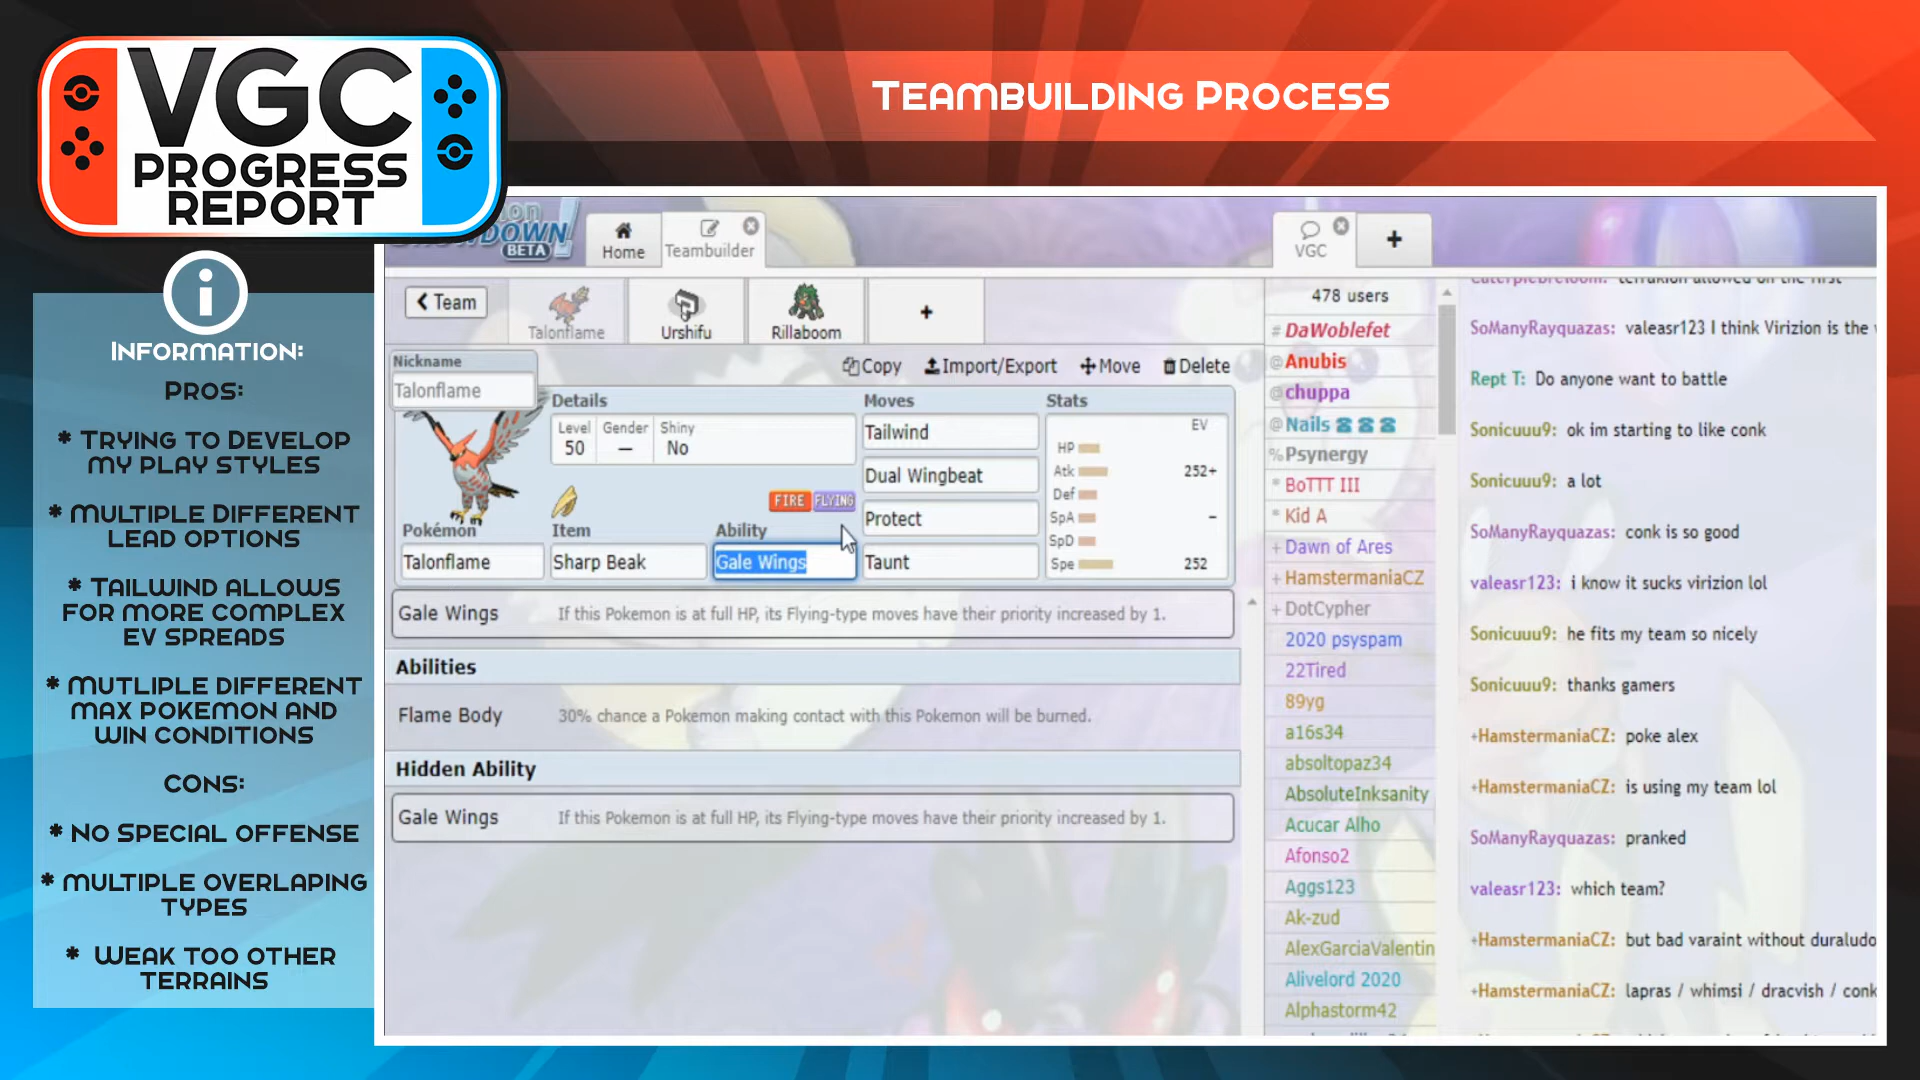 VGC
PROGRESS
REPORT
TEAMBUILDING PROCESS
INFORMATION:
PROS:
* TRYING TO DEVELOP
MY PLAY STYLES
* MULTIPLE DIFFERENT
LEAD OPTIONS
* TAILWIND ALLOWS
FOR MORE COMPLEX
EV SPREADS
* MUTLIPLE DIFFERENT
MAX POKEMON AND
WIN CONDITIONS
CONS:
* NO SPECIAL OFFENSE
* MULTIPLE OVERLAPING
TYPES
* WEAK TOO OTHER
TERRAINS
BETA
Home
Teambuilder
VGC
+
< Team
Talonflame
Urshifu
Rillaboom
+
Nickname
Talonflame
Copy Import/Export Move Delete
Details
Level Gender Shiny
50 — No
FIRE FLYING
Pokémon Item Ability
Talonflame Sharp Beak Gale Wings
Moves
Tailwind
Dual Wingbeat
Protect
Taunt
Stats
EV
HP
Atk 252+
Def
SpA –
SpD
Spe 252
Gale Wings If this Pokemon is at full HP, its Flying-type moves have their priority increased by 1.
Abilities
Flame Body 30% chance a Pokemon making contact with this Pokemon will be burned.
Hidden Ability
Gale Wings If this Pokemon is at full HP, its Flying-type moves have their priority increased by 1.
478 users
#DaWoblefet
@Anubis
@chuppa
@Nails ☎☎☎
%Psynergy
*BoTTT III
*Kid A
+Dawn of Ares
+HamstermaniaCZ
+DotCypher
2020 psyspam
22Tired
89yg
a16s34
absoltopaz34
AbsoluteInksanity
Acucar Alho
Afonso2
Aggs123
Ak-zud
AlexGarciaValentin
Alivelord 2020
Alphastorm42
SoManyRayquazas: valeasr123 I think Virizion is the
Rept T: Do anyone want to battle
Sonicuuu9: ok im starting to like conk
Sonicuuu9: a lot
SoManyRayquazas: conk is so good
valeasr123: i know it sucks virizion lol
Sonicuuu9: he fits my team so nicely
Sonicuuu9: thanks gamers
+HamstermaniaCZ: poke alex
+HamstermaniaCZ: is using my team lol
SoManyRayquazas: pranked
valeasr123: which team?
+HamstermaniaCZ: but bad varaint without duraludo
+HamstermaniaCZ: lapras / whimsi / dracvish / conk